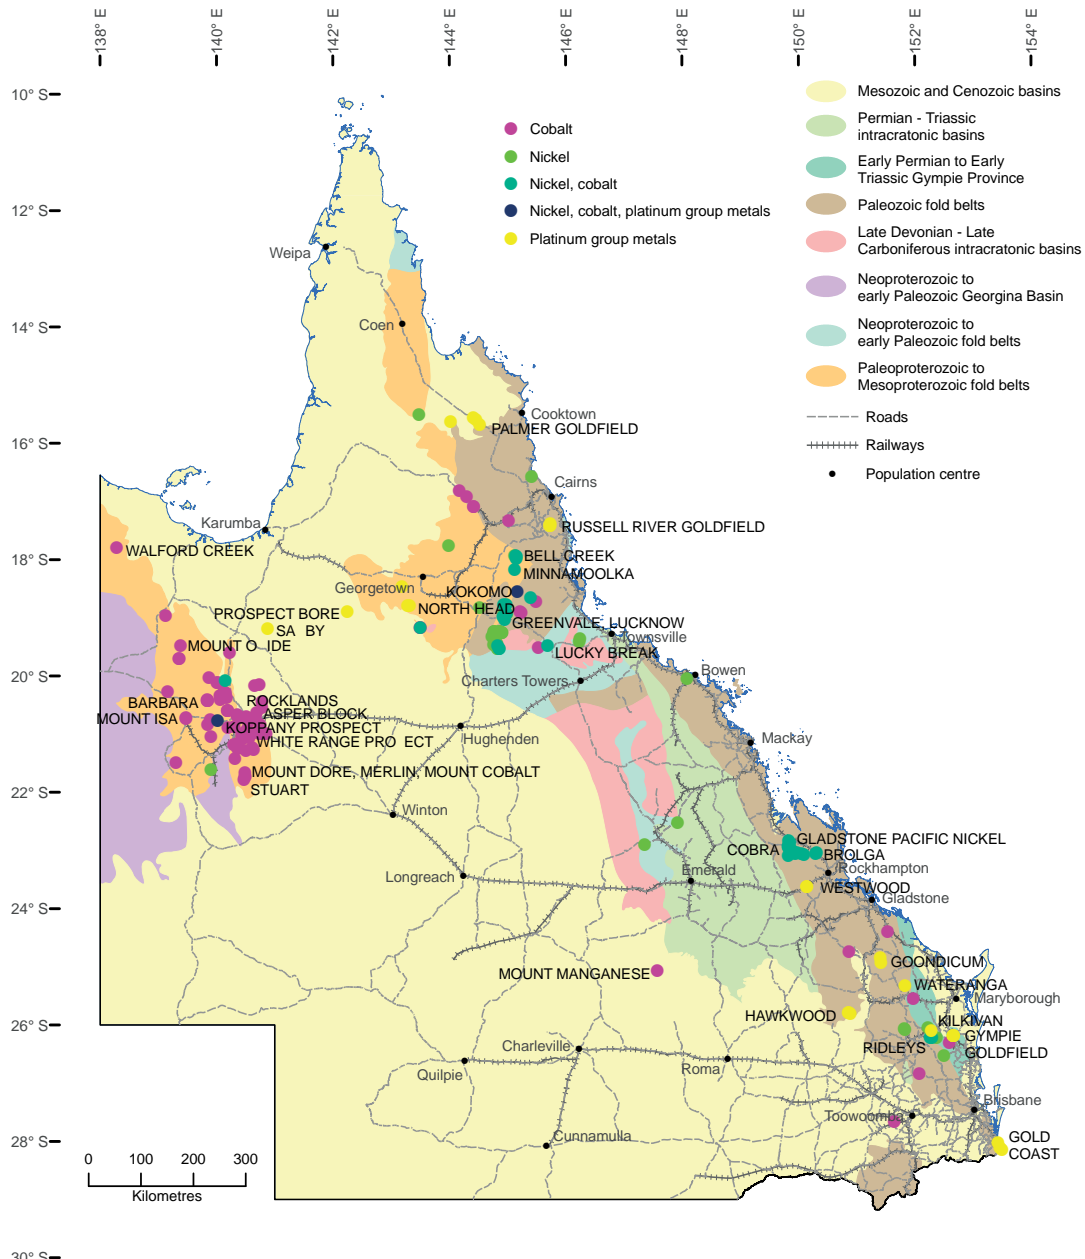 138° E
140° E
142° E
144° E
146° E
148° E
150° E
152° E
154° E
10° S
12° S
14° S
16° S
18° S
20° S
22° S
24° S
26° S
28° S
30° S
Cobalt
Nickel
Nickel, cobalt
Nickel, cobalt, platinum group metals
Platinum group metals
Mesozoic and Cenozoic basins
Permian - Triassic
intracratonic basins
Early Permian to Early
Triassic Gympie Province
Paleozoic fold belts
Late Devonian - Late
Carboniferous intracratonic basins
Neoproterozoic to
early Paleozoic Georgina Basin
Neoproterozoic to
early Paleozoic fold belts
Paleoproterozoic to
Mesoproterozoic fold belts
Roads
Railways
Population centre
Weipa
Coen
Cooktown
PALMER GOLDFIELD
Cairns
Karumba
RUSSELL RIVER GOLDFIELD
WALFORD CREEK
BELL CREEK
MINNAMOOLKA
Georgetown
KOKOMO
NORTH HEAD
PROSPECT BORE
GREENVALE, LUCKNOW
SA BY
Townsville
MOUNT O IDE
LUCKY BREAK
Bowen
Charters Towers
BARBARA
ROCKLANDS
MOUNT ISA
ASPER BLOCK
KOPPANY PROSPECT
WHITE RANGE PRO ECT
Hughenden
Mackay
MOUNT DORE, MERLIN, MOUNT COBALT
STUART
Winton
GLADSTONE PACIFIC NICKEL
COBRA
BROLGA
Rockhampton
Longreach
Emerald
WESTWOOD
Gladstone
MOUNT MANGANESE
GOONDICUM
WATERANGA
Maryborough
HAWKWOOD
KILKIVAN
GYMPIE
GOLDFIELD
RIDLEYS
Charleville
Quilpie
Roma
Brisbane
Toowoomba
Cunnamulla
GOLD
COAST
0 100 200 300
Kilometres